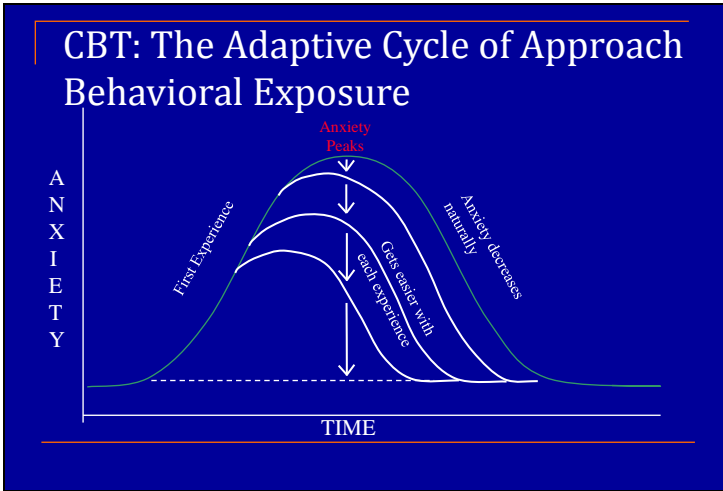 CBT: The Adaptive Cycle of Approach
Behavioral Exposure
Anxiety
Peaks
ANXIETY
First Experience
Gets easier with
each experience
Anxiety decreases
naturally
TIME